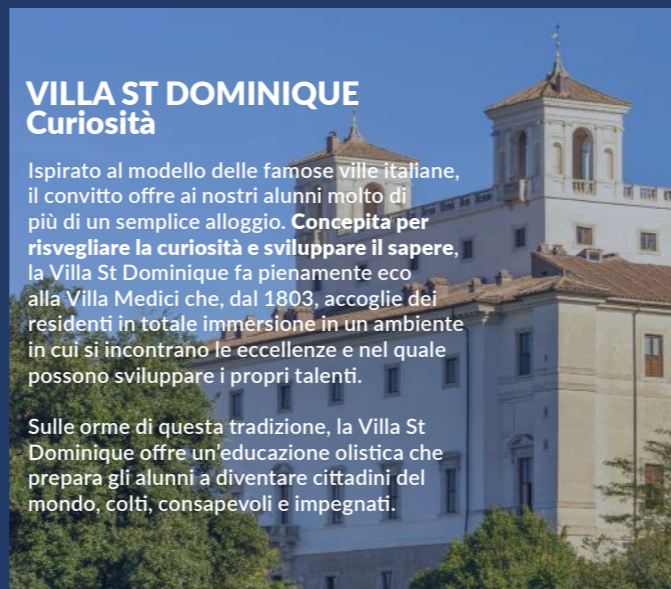 VILLA ST DOMINIQUE
Curiosità
Ispirato al modello delle famose ville italiane,
il convitto offre ai nostri alunni molto di
più di un semplice alloggio. Concepita per
risvegliare la curiosità e sviluppare il sapere,
la Villa St Dominique fa pienamente eco
alla Villa Medici che, dal 1803, accoglie dei
residenti in totale immersione in un ambiente
in cui si incontrano le eccellenze e nel quale
possono sviluppare i propri talenti.
Sulle orme di questa tradizione, la Villa St
Dominique offre un’educazione olistica che
prepara gli alunni a diventare cittadini del
mondo, colti, consapevoli e impegnati.